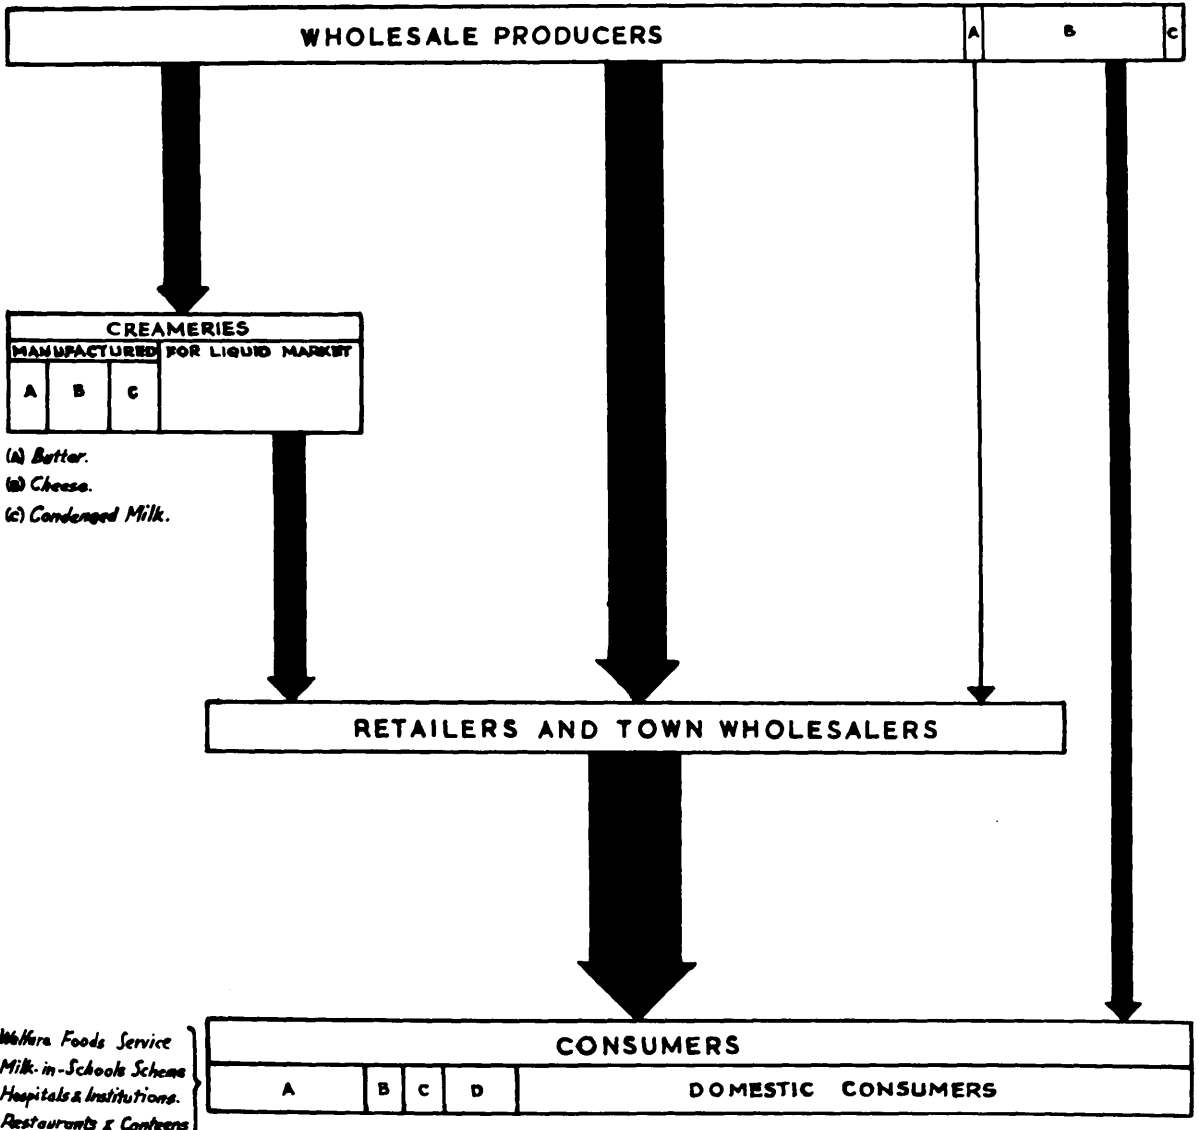 WHOLESALE PRODUCERS A B C
CREAMERIES
MANUFACTURED FOR LIQUID MARKET
A B C
(A) Butter.
(B) Cheese.
(C) Condensed Milk.
RETAILERS AND TOWN WHOLESALERS
CONSUMERS
Welfare Foods Service
Milk-in-Schools Scheme
Hospitals & Institutions.
Restaurants & Canteens
A B C D DOMESTIC CONSUMERS